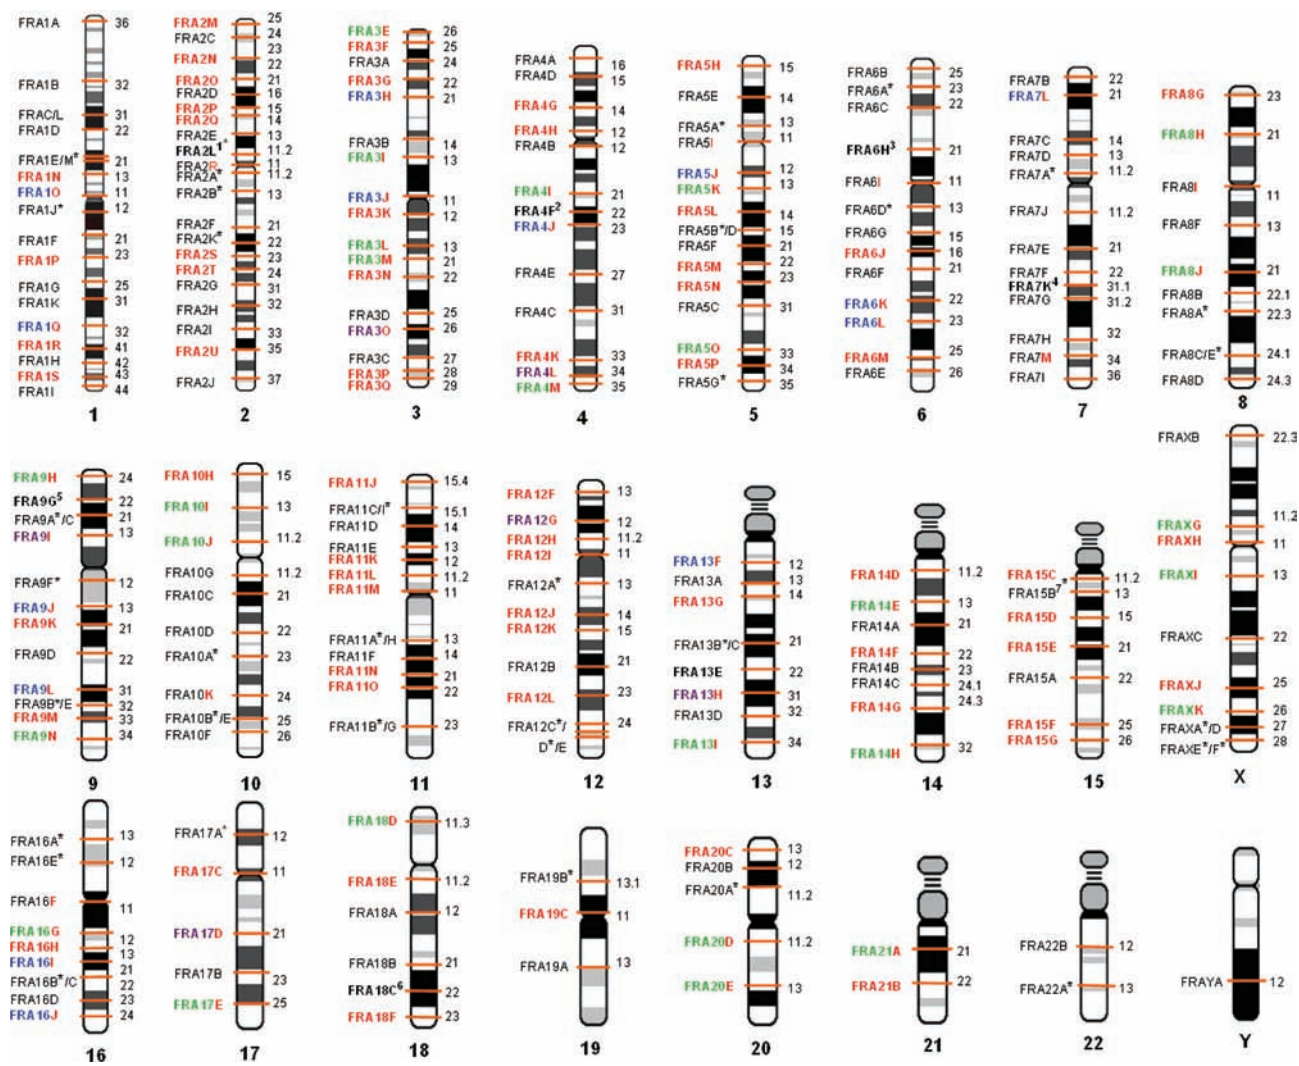 FRA1A 36
FRA1B 32
FRAC/L 31
FRA1D 22
FRA1E/M* 21
FRA1N 13
FRA1O 11
FRA1J* 12
FRA1F 21
FRA1P 23
FRA1G 25
FRA1K 31
FRA1Q 32
FRA1R 41
FRA1H 42
FRA1S 43
FRA1I 44
1
FRA2M 25
FRA2C 24
23
FRA2N 22
FRA2O 21
FRA2D 16
FRA2P 15
FRA2Q 14
FRA2E 13
FRA2L1* 11.2
FRA2R 11
FRA2A* 11.2
FRA2B* 13
FRA2F 21
FRA2K* 22
FRA2S 23
FRA2T 24
FRA2G 31
FRA2H 32
FRA2I 33
FRA2U 35
FRA2J 37
2
FRA3E 26
FRA3F 25
FRA3A 24
FRA3G 22
FRA3H 21
FRA3B 14
FRA3I 13
FRA3J 11
FRA3K 12
FRA3L 13
FRA3M 21
FRA3N 22
FRA3D 25
FRA3O 26
FRA3C 27
FRA3P 28
FRA3Q 29
3
FRA4A 16
FRA4D 15
FRA4G 14
FRA4H 12
FRA4B 12
FRA4I 21
FRA4F2 22
FRA4J 23
FRA4E 27
FRA4C 31
FRA4K 33
FRA4L 34
FRA4M 35
4
FRA5H 15
FRA5E 14
FRA5A* 13
FRA5I 11
FRA5J 12
FRA5K 13
FRA5L 14
FRA5B*/D 15
FRA5F 21
FRA5M 22
FRA5N 23
FRA5C 31
FRA5O 33
FRA5P 34
FRA5G* 35
5
FRA6B 25
FRA6A* 23
FRA6C 22
FRA6H3 21
FRA6I 11
FRA6D* 13
FRA6G 15
FRA6J 16
FRA6F 21
FRA6K 22
FRA6L 23
FRA6M 25
FRA6E 26
6
FRA7B 22
FRA7L 21
FRA7C 14
FRA7D 13
FRA7A* 11.2
FRA7J 11.2
FRA7E 21
FRA7F 22
FRA7K4 31.1
FRA7G 31.2
FRA7H 32
FRA7M 34
FRA7I 36
7
FRA8G 23
FRA8H 21
FRA8I 11
FRA8F 13
FRA8J 21
FRA8B 22.1
FRA8A* 22.3
FRA8C/E* 24.1
FRA8D 24.3
8
FRA9H 24
FRA9G5 22
FRA9A*/C 21
FRA9I 13
FRA9F* 12
FRA9J 13
FRA9K 21
FRA9D 22
FRA9L 31
FRA9B*/E 32
FRA9M 33
FRA9N 34
9
FRA10H 15
FRA10I 13
FRA10J 11.2
FRA10G 11.2
FRA10C 21
FRA10D 22
FRA10A* 23
FRA10K 24
FRA10B*/E 25
FRA10F 26
10
FRA11J 15.4
FRA11C/I* 15.1
FRA11D 14
FRA11E 13
FRA11K 12
FRA11L 11.2
FRA11M 11
FRA11A*/H 13
FRA11F 14
FRA11N 21
FRA11O 22
FRA11B*/G 23
11
FRA12F 13
FRA12G 12
FRA12H 11.2
FRA12I 11
FRA12A* 13
FRA12J 14
FRA12K 15
FRA12B 21
FRA12L 23
FRA12C*/ 24
D*/E
12
FRA13F 12
FRA13A 13
FRA13G 14
FRA13B*/C 21
FRA13E 22
FRA13H 31
FRA13D 32
FRA13I 34
13
FRA14D 11.2
FRA14E 13
FRA14A 21
FRA14F 22
FRA14B 23
FRA14C 24.1
FRA14G 24.3
FRA14H 32
14
FRA15C 11.2
FRA15B7* 13
FRA15D 15
FRA15E 21
FRA15A 22
FRA15F 25
FRA15G 26
15
FRAXB 22.3
FRAXG 11.2
FRAXH 11
FRAXI 13
FRAXC 22
FRAXJ 25
FRAXK 26
FRAXA*/D 27
FRAXE*/F* 28
X
FRA16A* 13
FRA16E* 12
FRA16F 11
FRA16G 12
FRA16H 13
FRA16I 21
FRA16B*/C 22
FRA16D 23
FRA16J 24
16
FRA17A* 12
FRA17C 11
FRA17D 21
FRA17B 23
FRA17E 25
17
FRA18D 11.3
FRA18E 11.2
FRA18A 12
FRA18B 21
FRA18C6 22
FRA18F 23
18
FRA19B* 13.1
FRA19C 11
FRA19A 13
19
FRA20C 13
FRA20B 12
FRA20A* 11.2
FRA20D 11.2
FRA20E 13
20
FRA21A 21
FRA21B 22
21
FRA22B 12
FRA22A* 13
22
FRAYA 12
Y